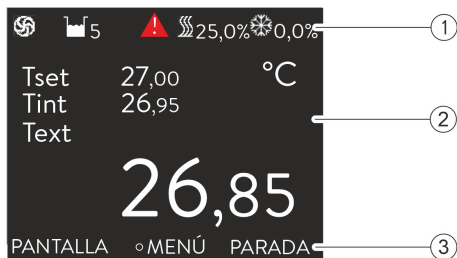 5 25,0% 0,0% 1
Tset 27,00 °C
Tint 26,95 2
Text
26,85
PANTALLA ○MENÚ PARADA 3